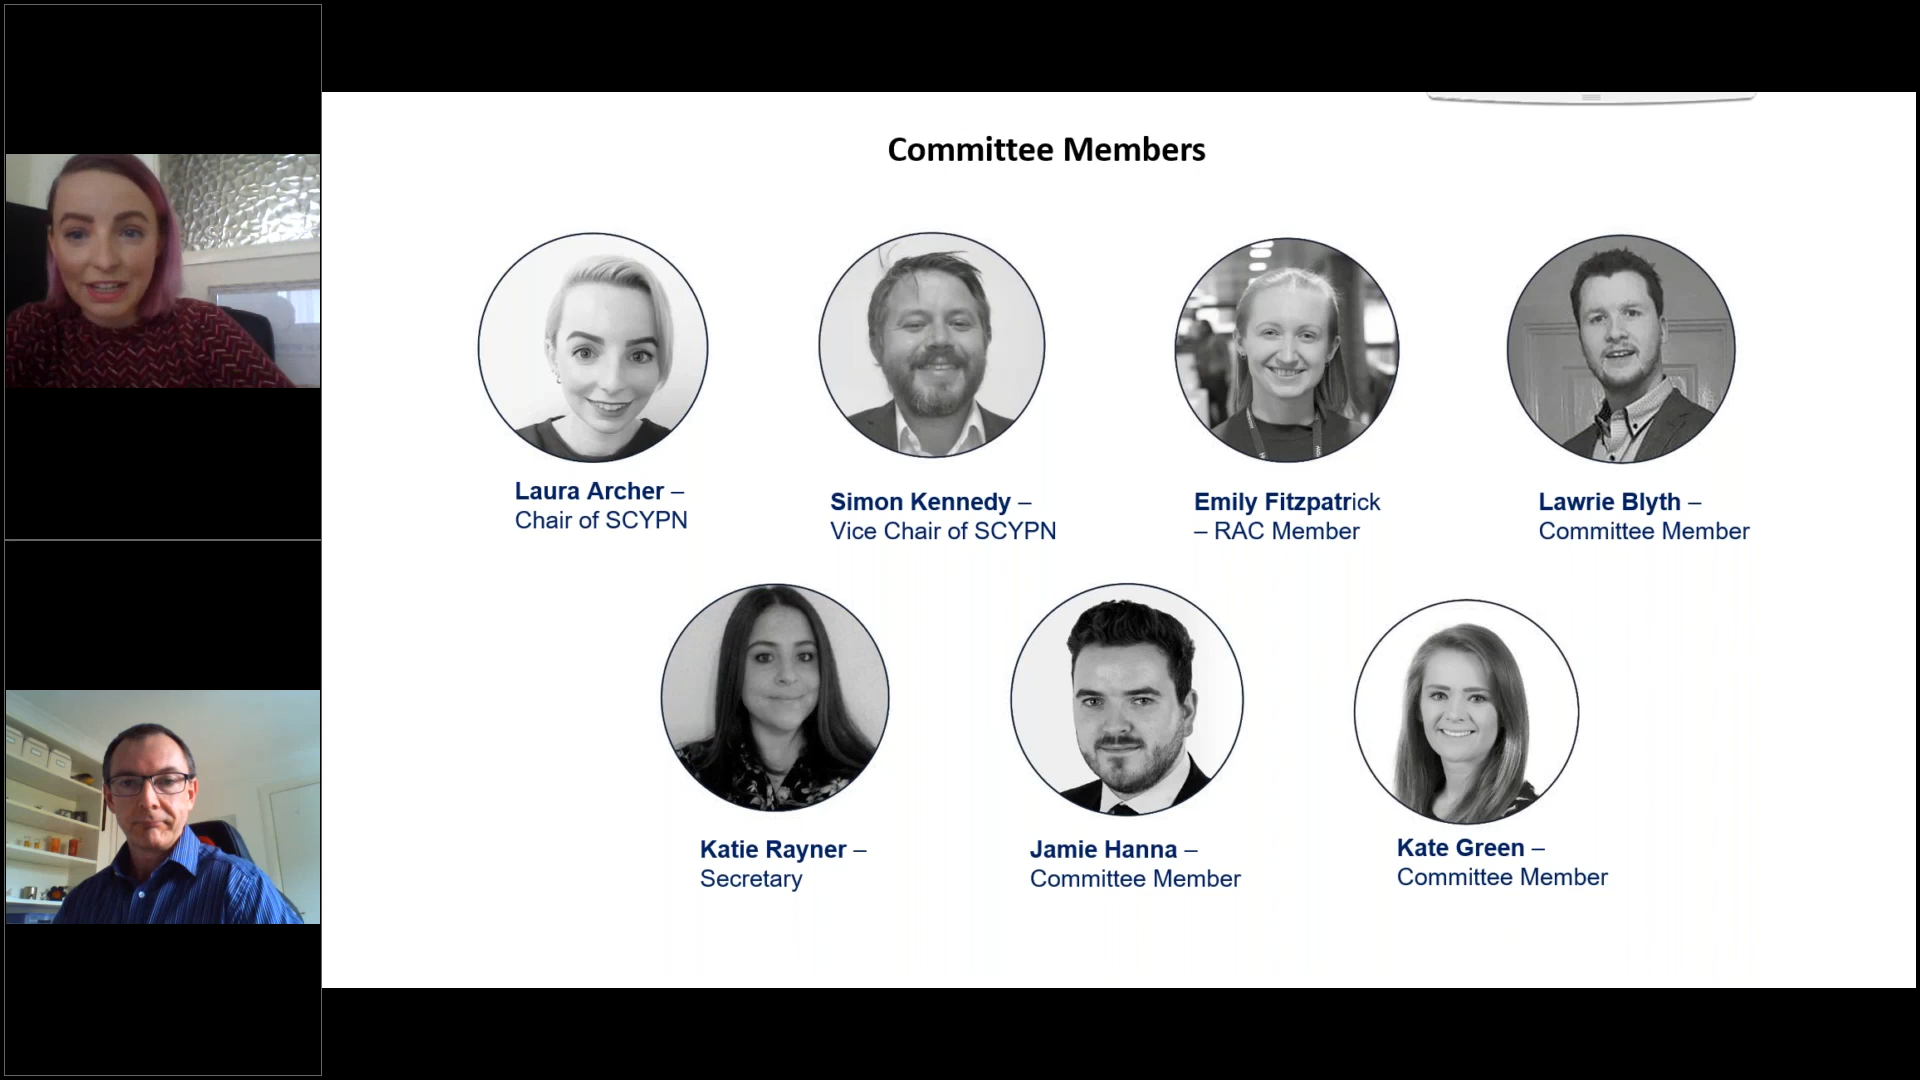 Committee Members
Laura Archer –
Chair of SCYPN
Simon Kennedy –
Vice Chair of SCYPN
Emily Fitzpatrick
– RAC Member
Lawrie Blyth –
Committee Member
Katie Rayner –
Secretary
Jamie Hanna –
Committee Member
Kate Green –
Committee Member